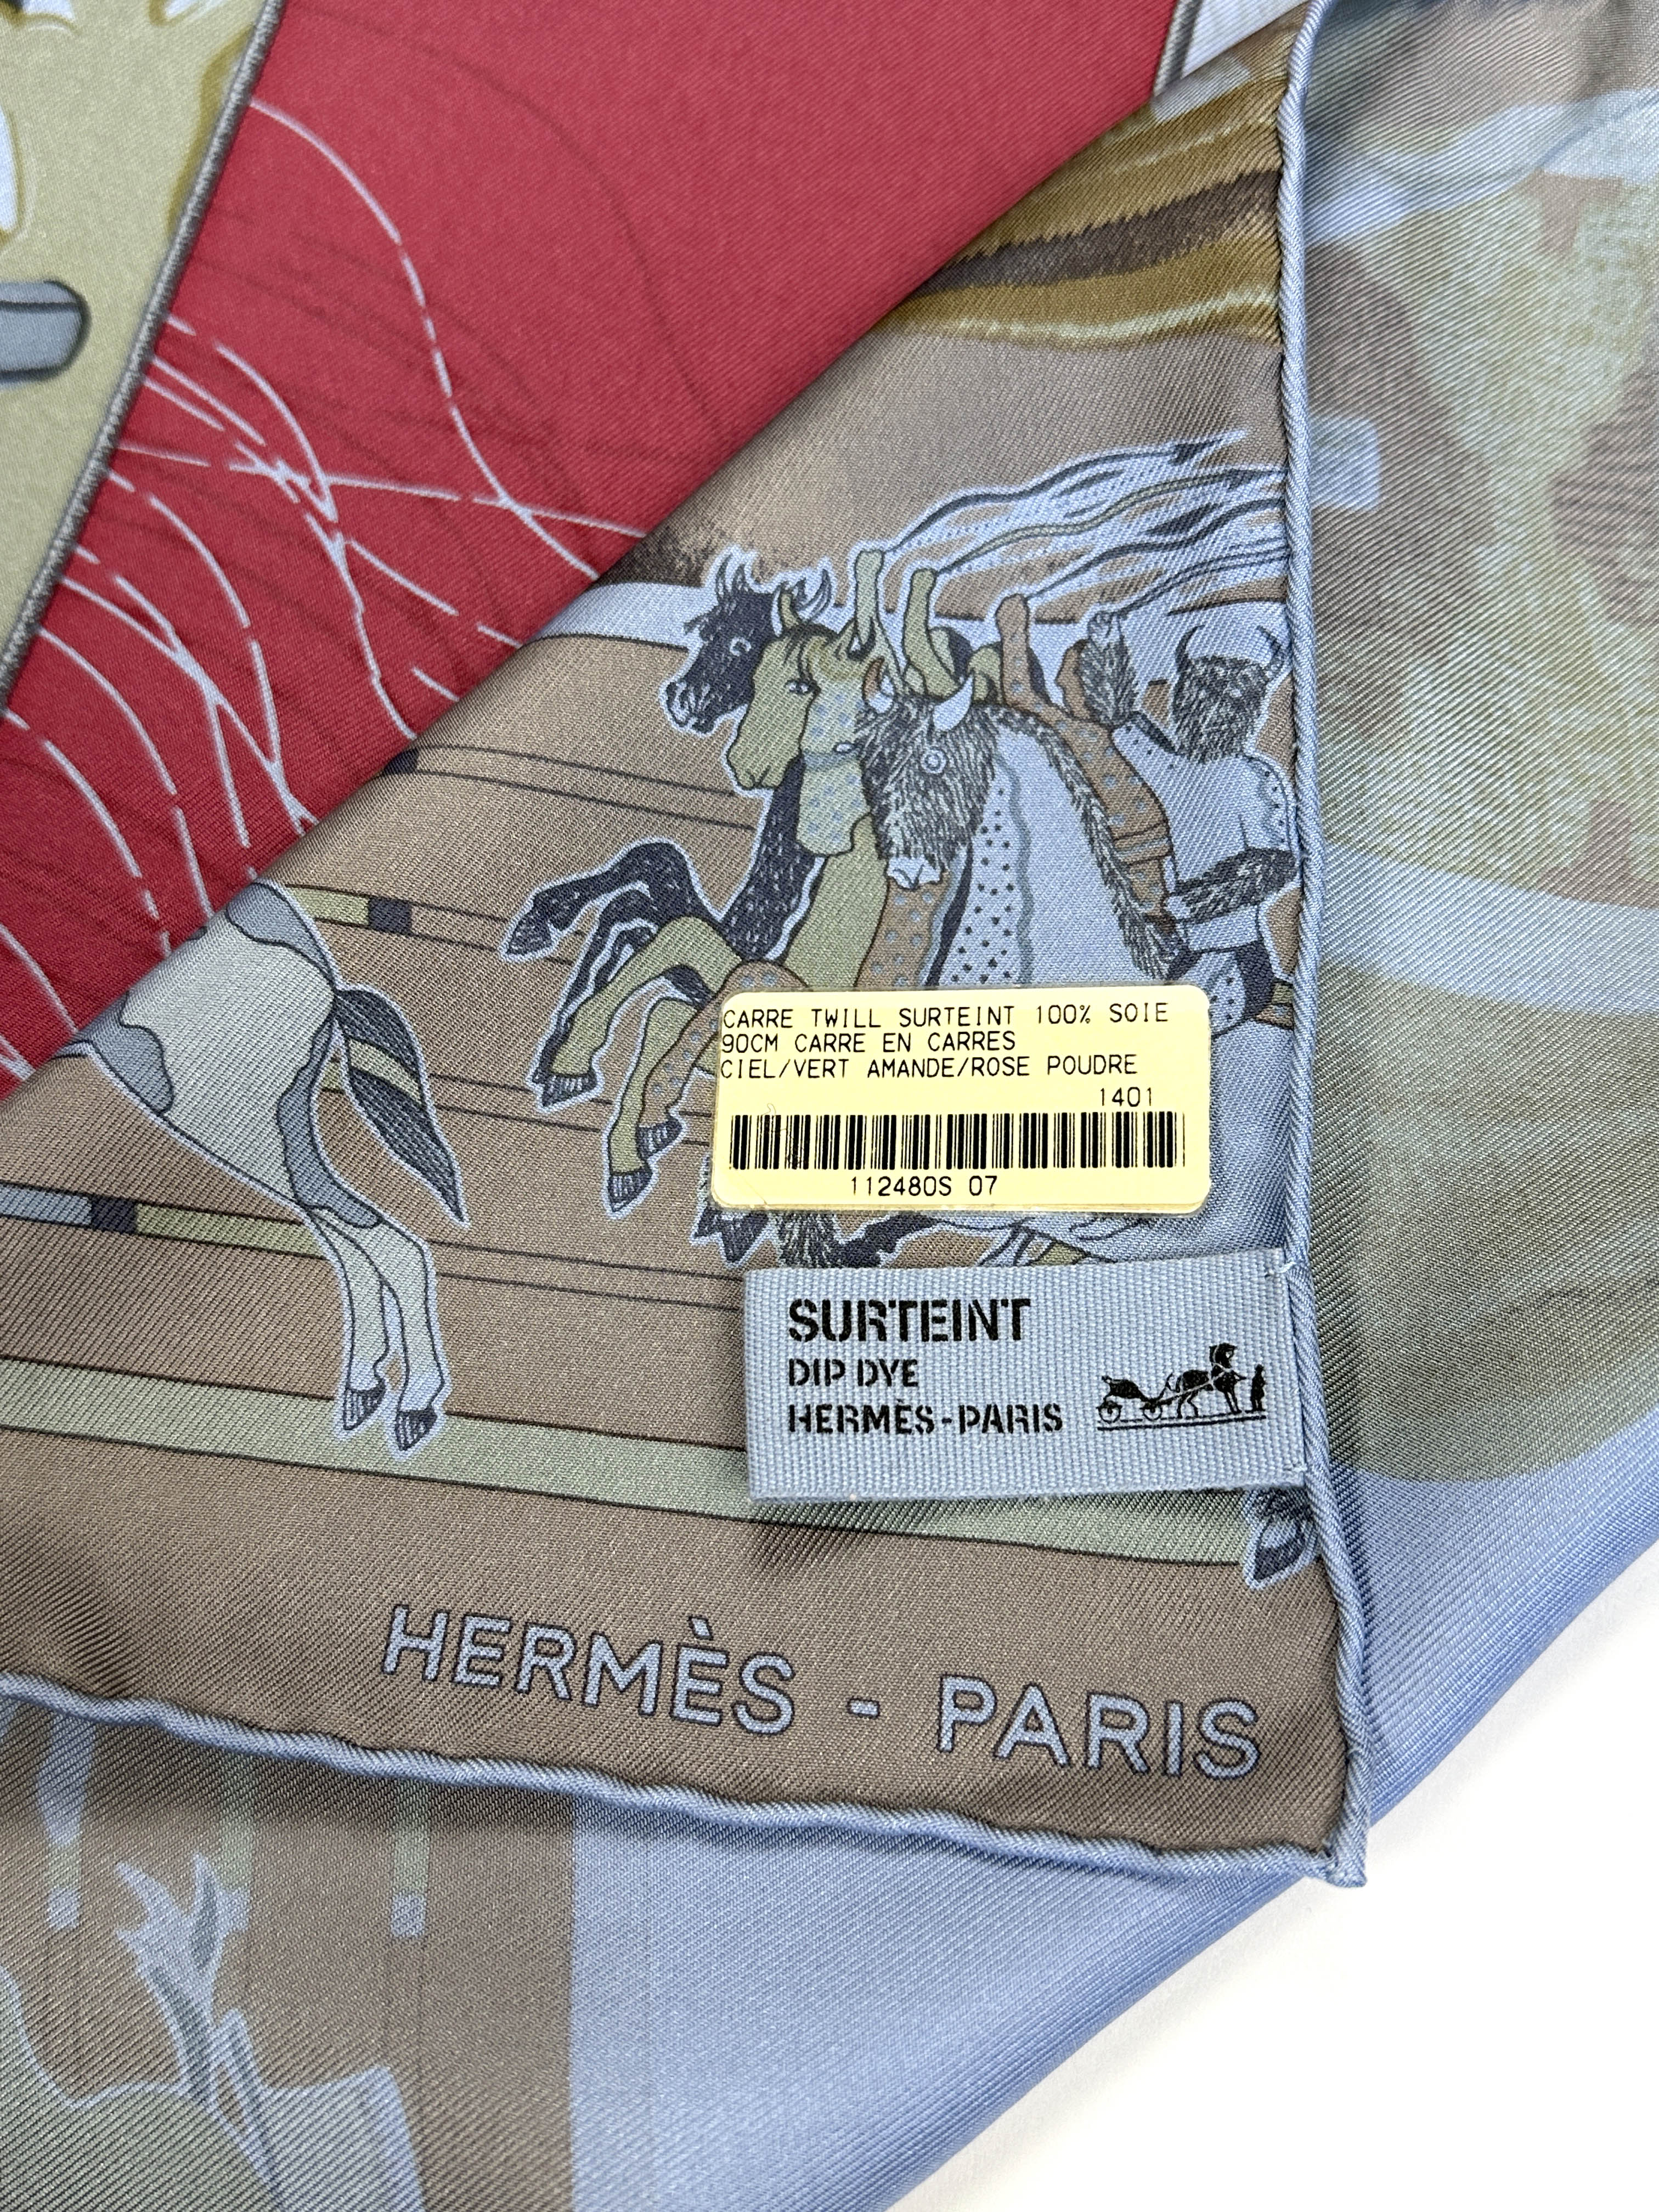 CARRE TWILL SURTEINT 100% SOIE
90CM CARRE EN CARRES
CIEL/VERT AMANDE/ROSE POUDRE
1401
112480S 07
SURTEINT
DIP DYE
HERMÈS-PARIS
HERMÈS - PARIS